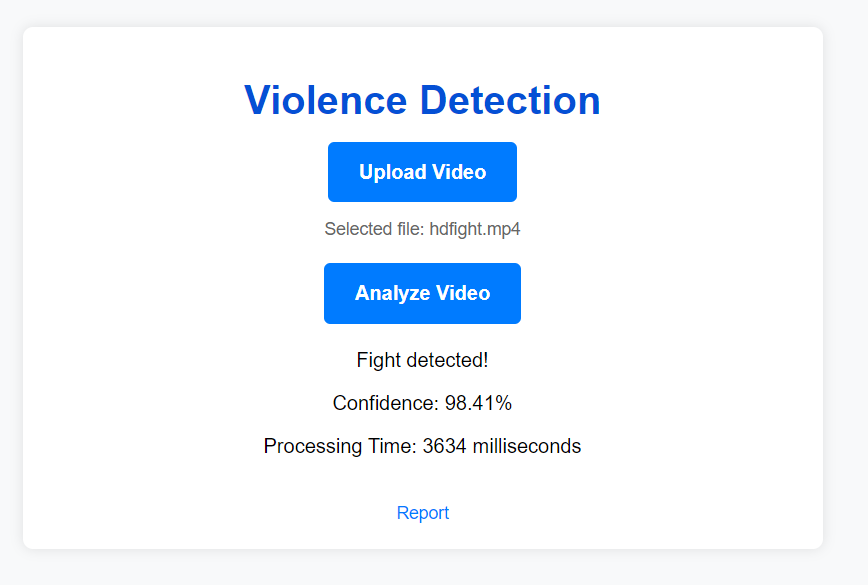 Violence Detection
Upload Video
Selected file: hdfight.mp4
Analyze Video
Fight detected!
Confidence: 98.41%
Processing Time: 3634 milliseconds
Report